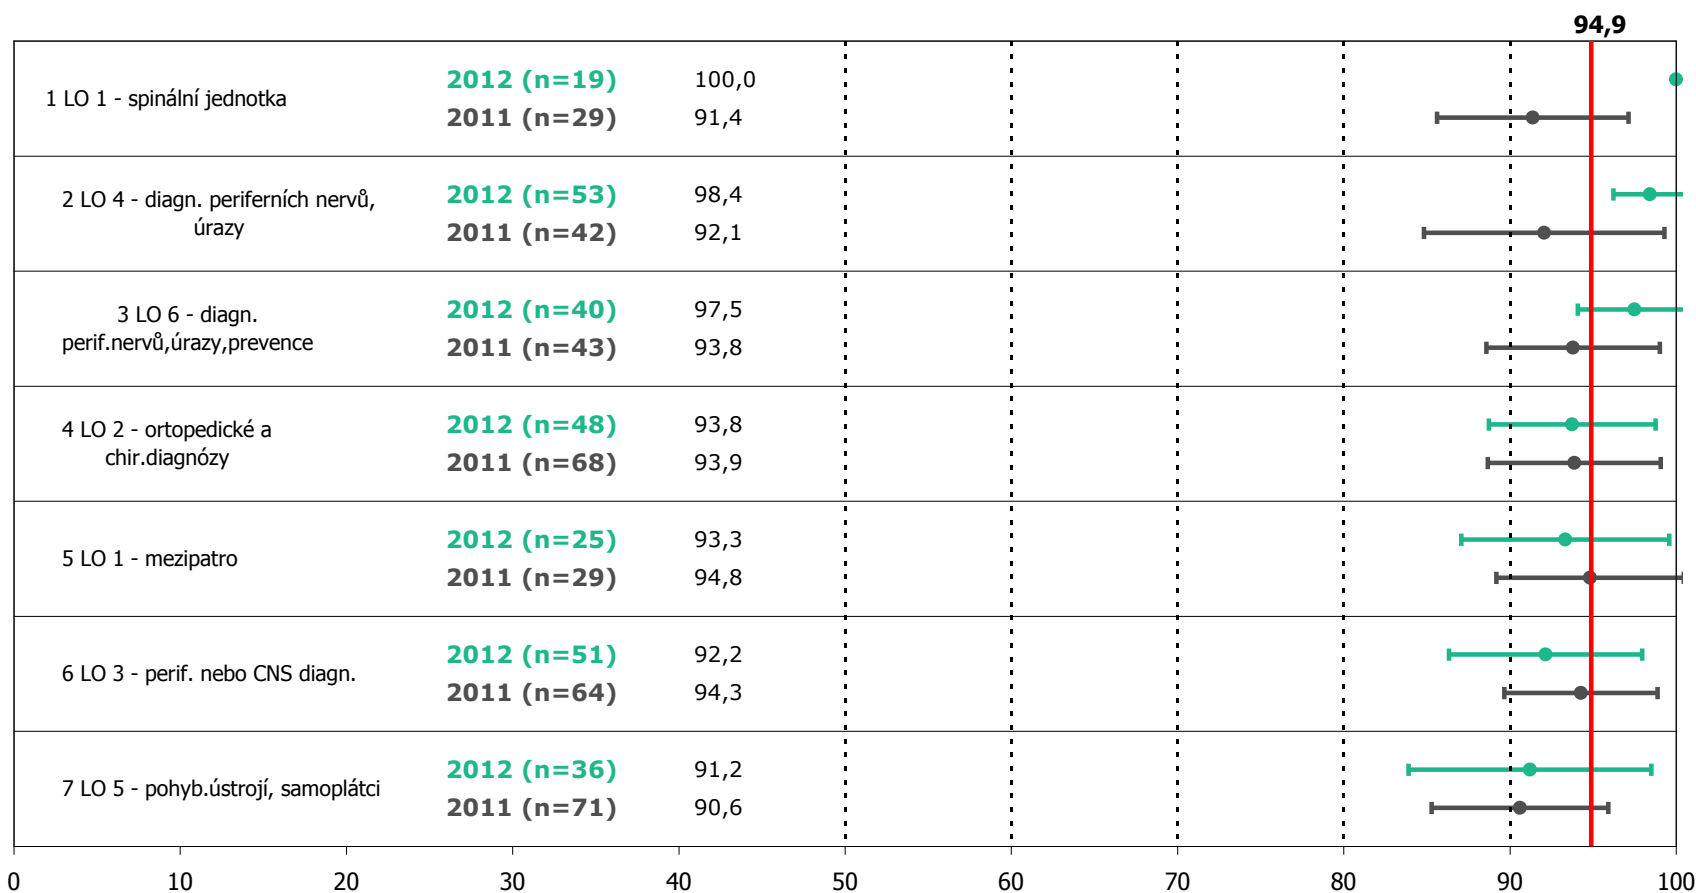 94,9
1 LO 1 - spinální jednotka
2012 (n=19) 100,0
2011 (n=29) 91,4
2 LO 4 - diagn. periferních nervů,
úrazy
2012 (n=53) 98,4
2011 (n=42) 92,1
3 LO 6 - diagn.
perif.nervů,úrazy,prevence
2012 (n=40) 97,5
2011 (n=43) 93,8
4 LO 2 - ortopedické a
chir.diagnózy
2012 (n=48) 93,8
2011 (n=68) 93,9
5 LO 1 - mezipatro
2012 (n=25) 93,3
2011 (n=29) 94,8
6 LO 3 - perif. nebo CNS diagn.
2012 (n=51) 92,2
2011 (n=64) 94,3
7 LO 5 - pohyb.ústrojí, samoplátci
2012 (n=36) 91,2
2011 (n=71) 90,6
0 10 20 30 40 50 60 70 80 90 100